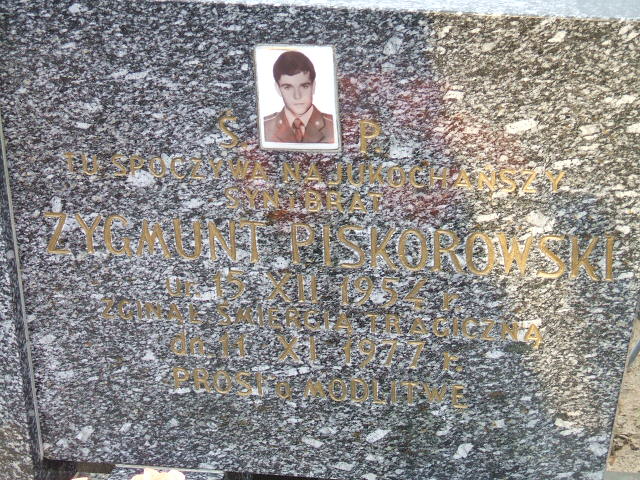 Ś. P.
TU SPOCZYWA NAJUKOCHAŃSZY
SYN I BRAT
ZYGMUNT PISKOROWSKI
ur. 15 XII 1954 r.
ZGINĄŁ ŚMIERCIĄ TRAGICZNĄ
dn 11 XI 1977 r.
PROSI o MODLITWĘ